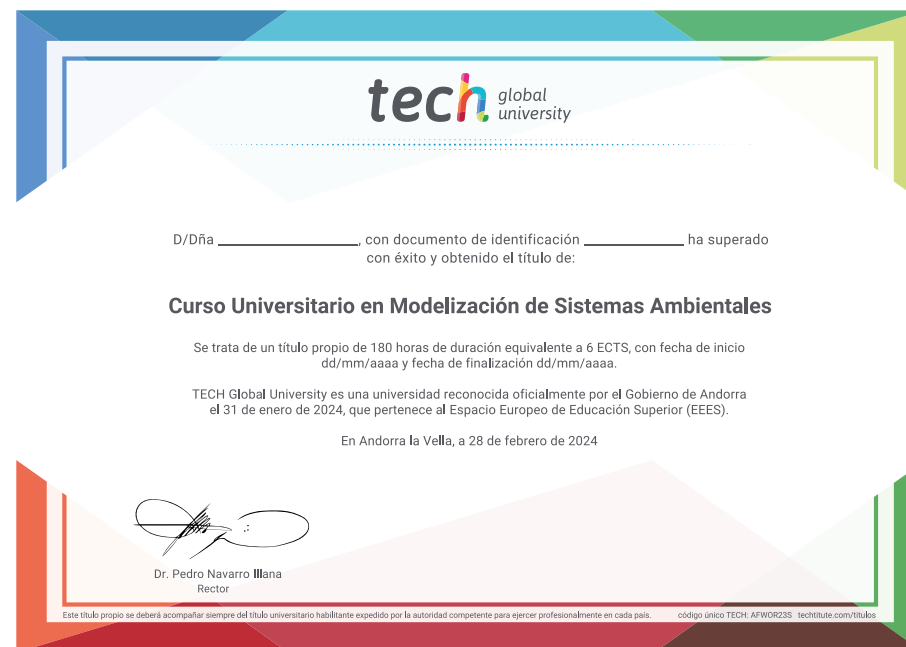 tech global university
D/Dña ____________________, con documento de identificación ______________ ha superado
con éxito y obtenido el título de:
Curso Universitario en Modelización de Sistemas Ambientales
Se trata de un título propio de 180 horas de duración equivalente a 6 ECTS, con fecha de inicio
dd/mm/aaaa y fecha de finalización dd/mm/aaaa.
TECH Global University es una universidad reconocida oficialmente por el Gobierno de Andorra
el 31 de enero de 2024, que pertenece al Espacio Europeo de Educación Superior (EEES).
En Andorra la Vella, a 28 de febrero de 2024
Dr. Pedro Navarro Illana
Rector
Este título propio se deberá acompañar siempre del título universitario habilitante expedido por la autoridad competente para ejercer profesionalmente en cada país. código único TECH: AFWOR23S techtitute.com/titulos